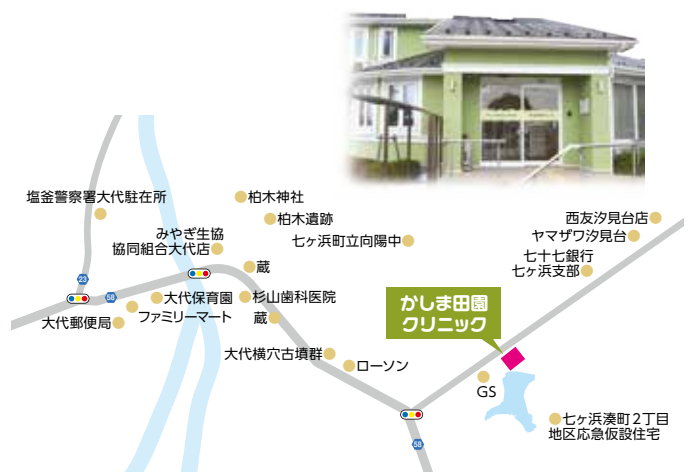 塩釜警察署大代駐在所
柏木神社
柏木遺跡
みやぎ生協
協同組合大代店
七ヶ浜町立向陽中
西友汐見台店
ヤマザワ汐見台
七十七銀行
七ヶ浜支部
蔵
23
58
大代保育園
杉山歯科医院
大代郵便局
ファミリーマート
蔵
かしま田園
クリニック
大代横穴古墳群
ローソン
GS
七ヶ浜湊町2丁目
地区応急仮設住宅
58